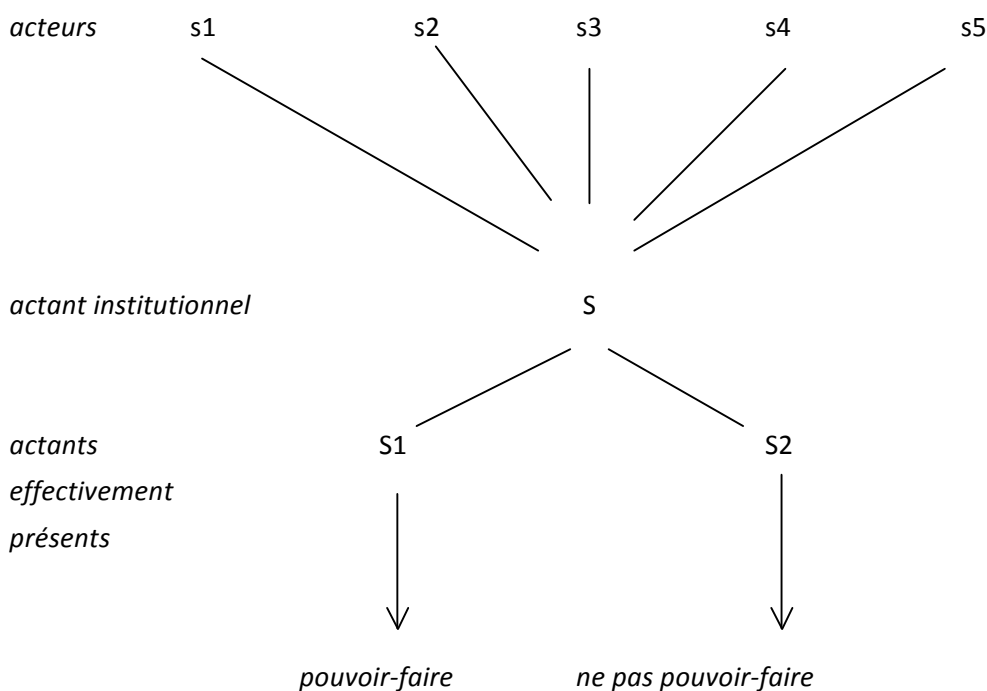 acteurs s1 s2 s3 s4 s5
actant institutionnel S
actants S1 S2
effectivement
présents
pouvoir-faire ne pas pouvoir-faire